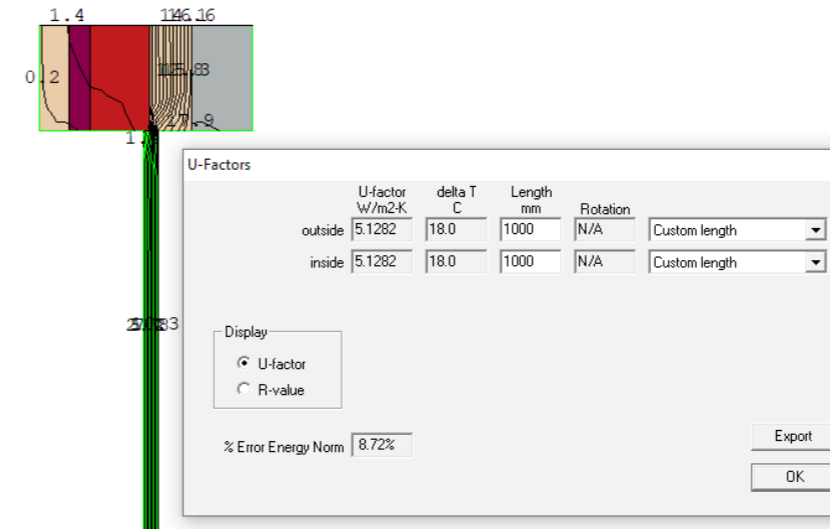 1.4
0.2
U-Factors
U-factor delta T Length
W/m2-K C mm Rotation
outside 5.1282 18.0 1000 N/A Custom length
inside 5.1282 18.0 1000 N/A Custom length
Display
U-factor
R-value
% Error Energy Norm 8.72%
Export
OK